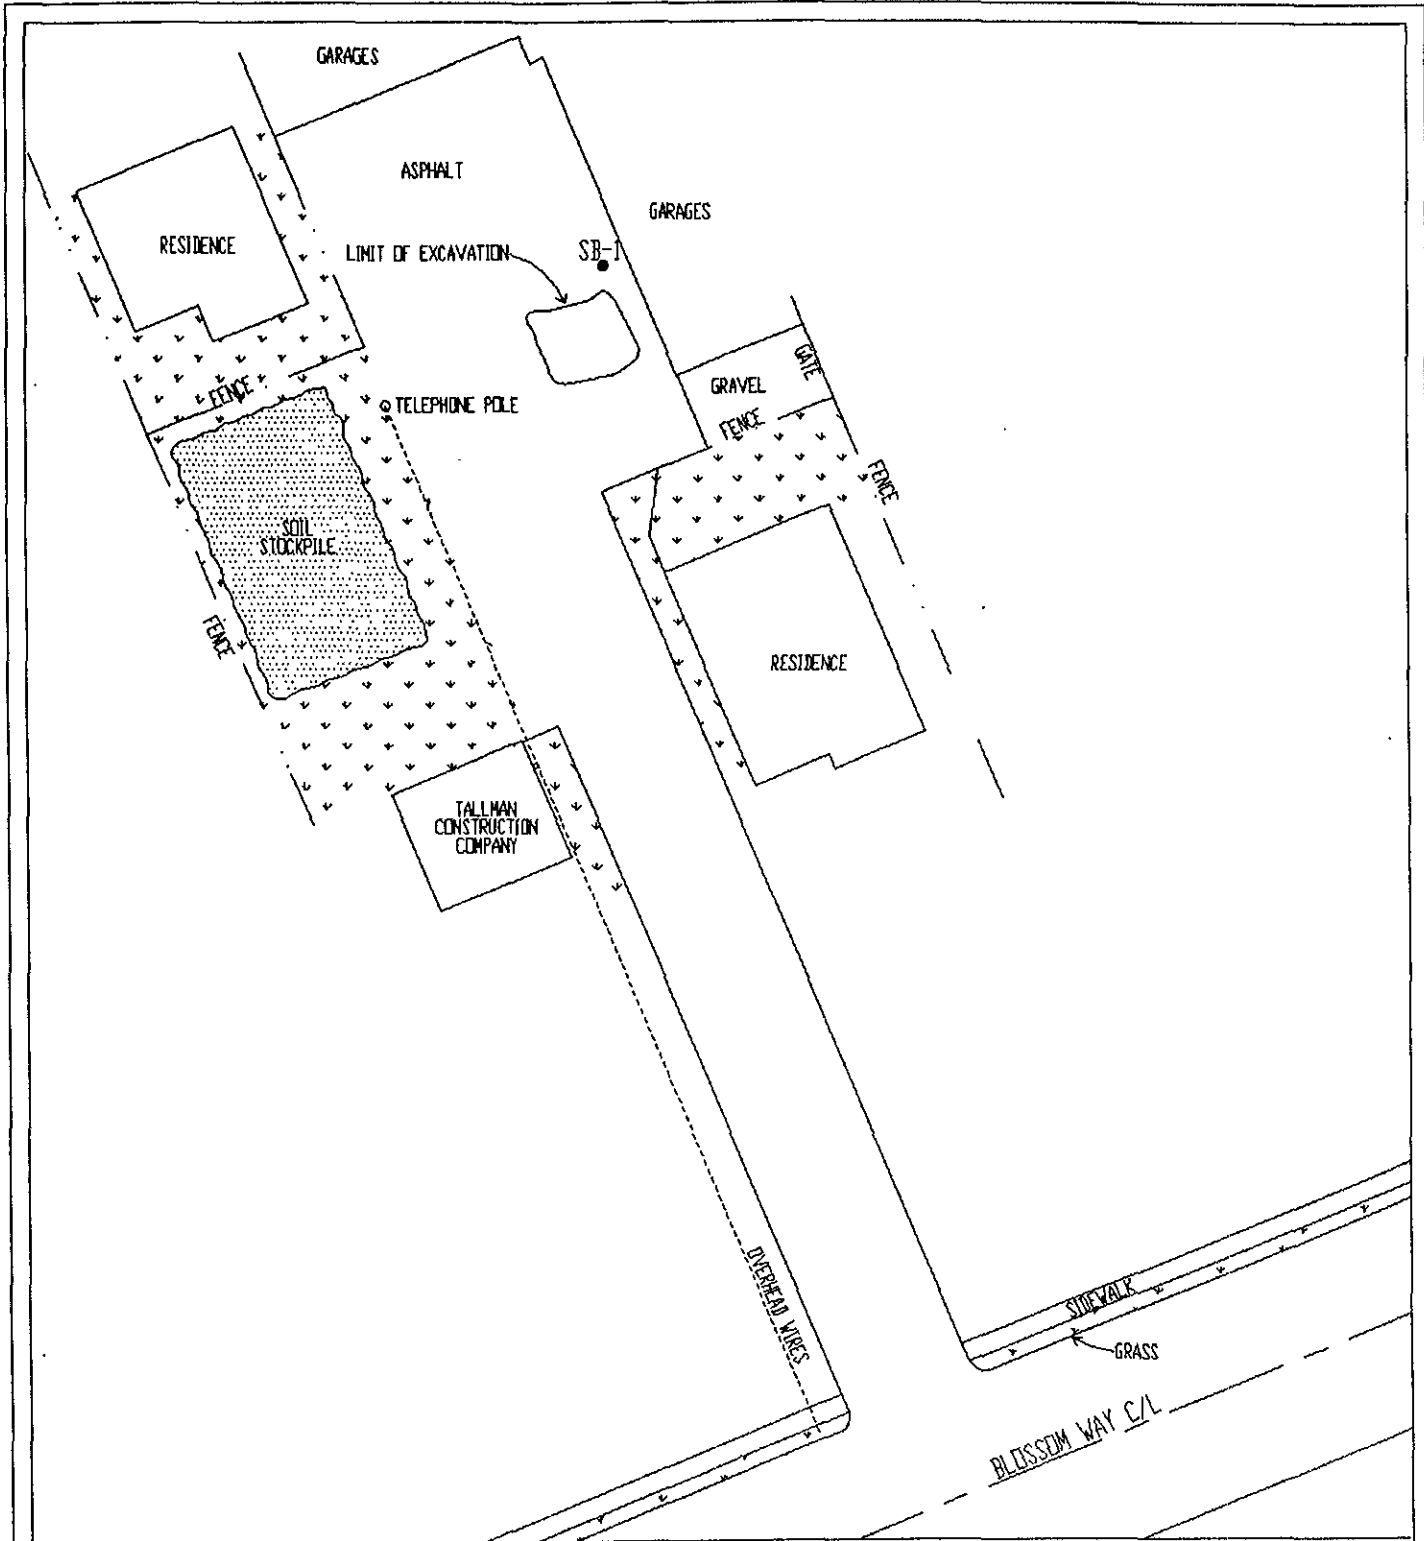 GARAGES
ASPHALT
GARAGES
RESIDENCE
LIMIT OF EXCAVATION
SB-1
GATE
GRAVEL
FENCE
TELEPHONE POLE
FENCE
FENCE
SOIL
STOCKPILE
FENCE
RESIDENCE
TALLMAN
CONSTRUCTION
COMPANY
OVERHEAD WIRES
SIDEWALK
GRASS
BLOSSOM WAY C/L